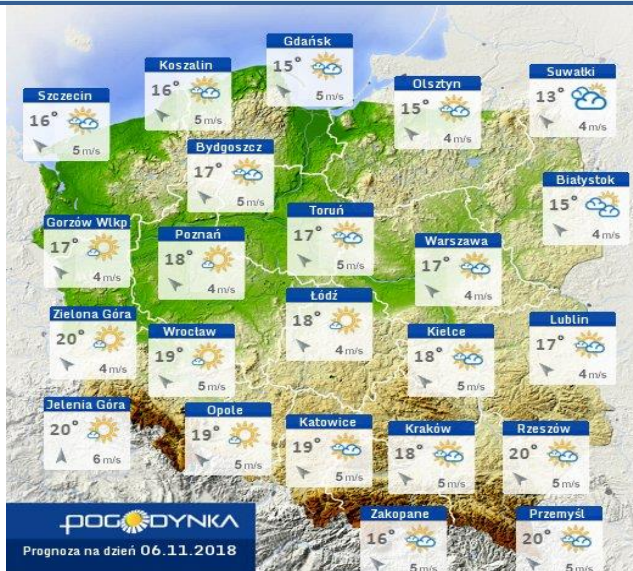 Gdańsk
15°
5 m/s
Koszalin
16°
5 m/s
Suwałki
13°
4 m/s
Olsztyn
15°
4 m/s
Szczecin
16°
5 m/s
Bydgoszcz
17°
5 m/s
Białystok
15°
4 m/s
Toruń
17°
5 m/s
Gorzów Wlkp
17°
4 m/s
Poznań
18°
4 m/s
Warszawa
17°
4 m/s
Łódź
18°
4 m/s
Zielona Góra
20°
4 m/s
Wrocław
19°
5 m/s
Kielce
18°
5 m/s
Lublin
17°
4 m/s
Jelenia Góra
20°
6 m/s
Opole
19°
5 m/s
Katowice
19°
5 m/s
Kraków
18°
5 m/s
Rzeszów
20°
5 m/s
Zakopane
16°
5 m/s
Przemyśl
20°
5 m/s
POGODYNKA
Prognoza na dzień 06.11.2018